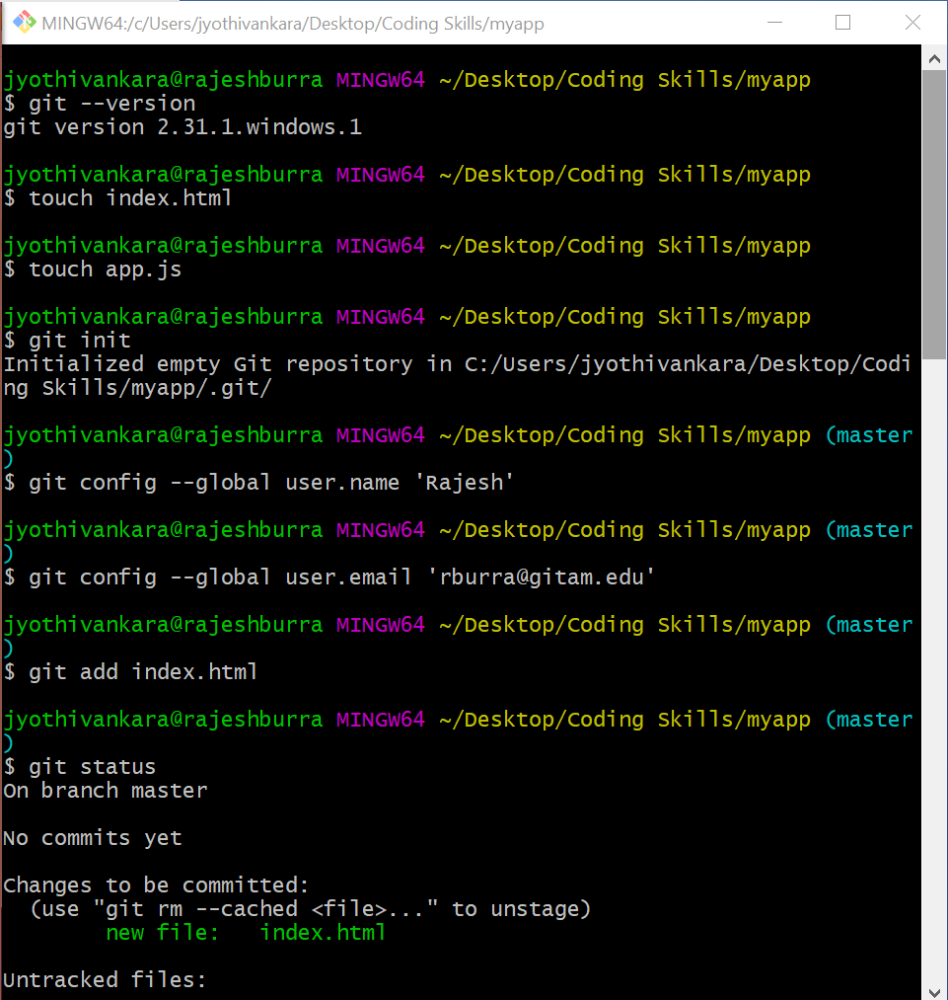 MINGW64:/c/Users/jyothivankara/Desktop/Coding Skills/myapp
jyothivankara@rajeshburra MINGW64 ~/Desktop/Coding Skills/myapp
$ git --version
git version 2.31.1.windows.1
jyothivankara@rajeshburra MINGW64 ~/Desktop/Coding Skills/myapp
$ touch index.html
jyothivankara@rajeshburra MINGW64 ~/Desktop/Coding Skills/myapp
$ touch app.js
jyothivankara@rajeshburra MINGW64 ~/Desktop/Coding Skills/myapp
$ git init
Initialized empty Git repository in C:/Users/jyothivankara/Desktop/Codi
ng Skills/myapp/.git/
jyothivankara@rajeshburra MINGW64 ~/Desktop/Coding Skills/myapp (master
)
$ git config --global user.name 'Rajesh'
jyothivankara@rajeshburra MINGW64 ~/Desktop/Coding Skills/myapp (master
)
$ git config --global user.email 'rburra@gitam.edu'
jyothivankara@rajeshburra MINGW64 ~/Desktop/Coding Skills/myapp (master
)
$ git add index.html
jyothivankara@rajeshburra MINGW64 ~/Desktop/Coding Skills/myapp (master
)
$ git status
On branch master
No commits yet
Changes to be committed:
  (use "git rm --cached <file>..." to unstage)
        new file:   index.html
Untracked files: